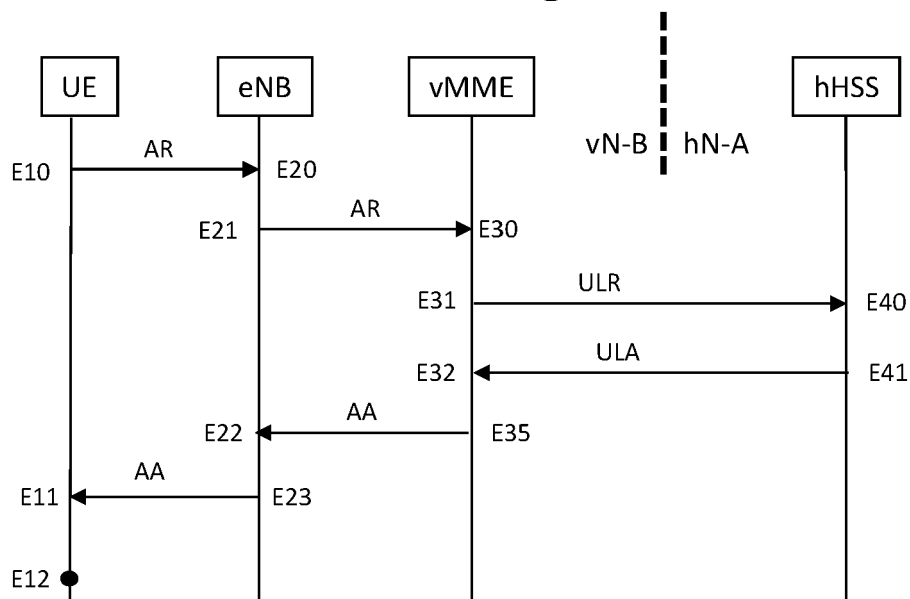 UE eNB vMME hHSS
vN-B hN-A
AR
E10 E20
AR
E21 E30
ULR
E31 E40
ULA
E32 E41
AA
E22 E35
AA
E11 E23
E12